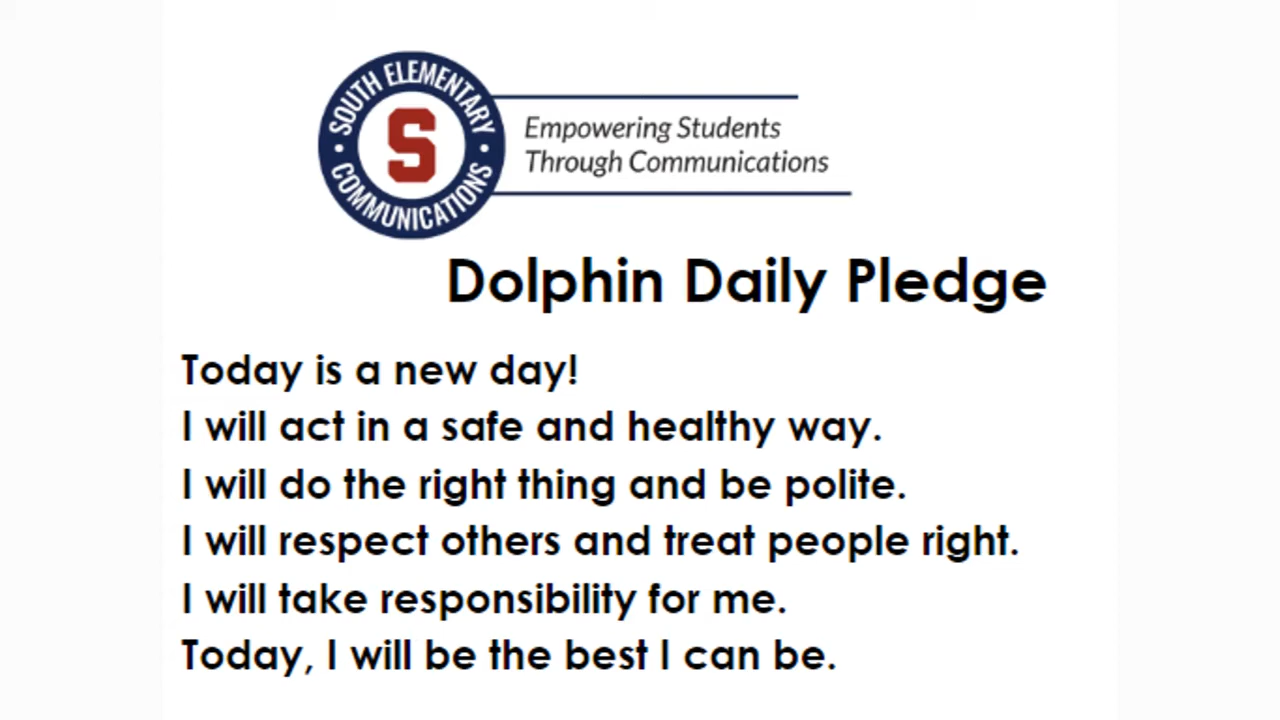 SOUTH ELEMENTARY
S
COMMUNICATIONS
Empowering Students
Through Communications
Dolphin Daily Pledge
Today is a new day!
I will act in a safe and healthy way.
I will do the right thing and be polite.
I will respect others and treat people right.
I will take responsibility for me.
Today, I will be the best I can be.